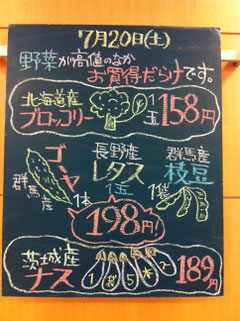 7月20日(土)
野菜が高値のなか
お買得だらけです。
北海道産
ブロッコリー
1玉
158円
ゴーヤ
群馬産
1本
長野産
レタス
1玉
群馬産
枝豆
1袋
198円!
茨城産
ナス
1袋5本入
189円